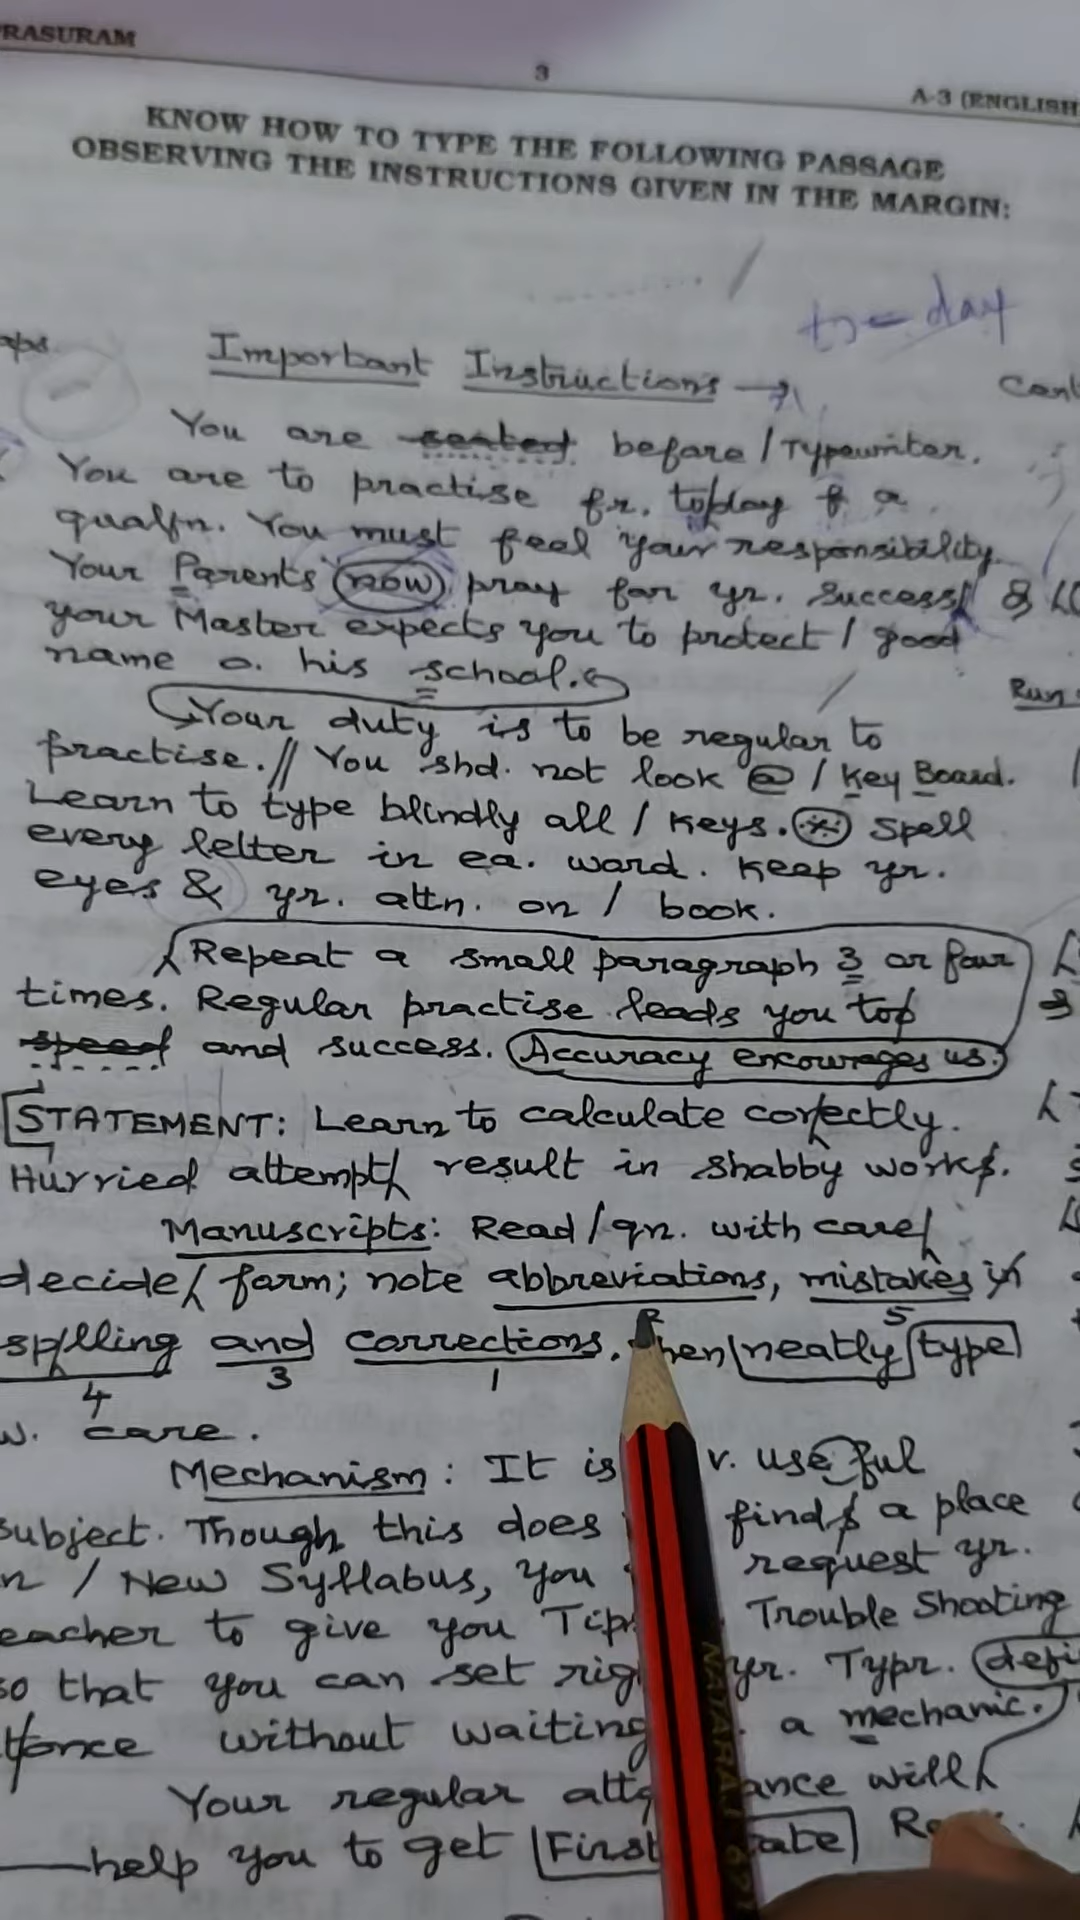 RASURAM
3
A-3 (ENGLISH
KNOW HOW TO TYPE THE FOLLOWING PASSAGE
OBSERVING THE INSTRUCTIONS GIVEN IN THE MARGIN:
to-day
Important Instructions
You are seated before / Typewriter.
You are to practise fr. today f a
qualfn. You must feel your responsibility.
Your Parents now pray for yr. success &
your Master expects you to protect / good
name o. his school.
Run
Your duty is to be regular to
practise. // You shd. not look @ / Key Board.
Learn to type blindly all / Keys. * Spell
every letter in ea. word. Keep yr.
eyes & yr. attn. on / book.
Repeat a small paragraph 3 or four
times. Regular practise leads you to
speed and success. Accuracy encourages us.
STATEMENT: Learn to calculate corectly.
Hurried attempt result in shabby works.
Manuscripts: Read / qn. with care
decide form; note abbreviations, mistakes in
2 5
splling and corrections. neatly type
4 3 1
w. care.
Mechanism: It is v. use ful
subject. Though this does finds a place
/ New Syllabus, you request yr.
eacher to give you Trouble Shooting
so that you can set yr. Typr.
once without waiting a mechanic.
Your regular will
help you to get First